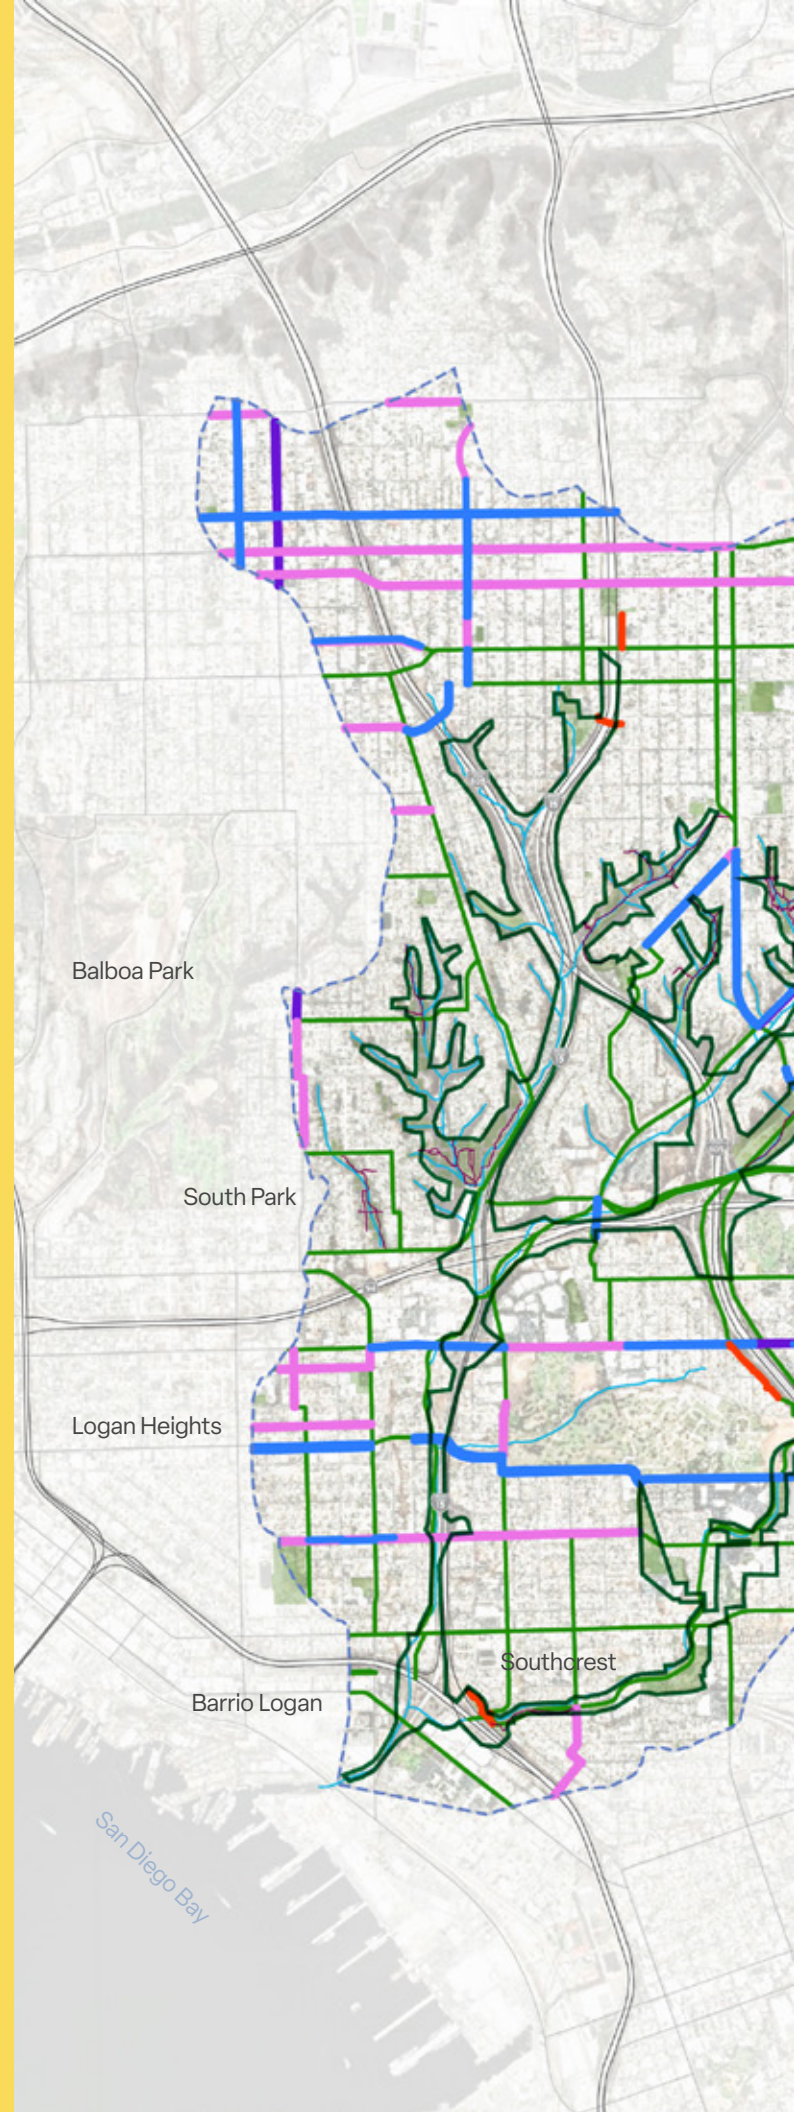 Balboa Park
South Park
Logan Heights
Southcrest
Barrio Logan
San Diego Bay